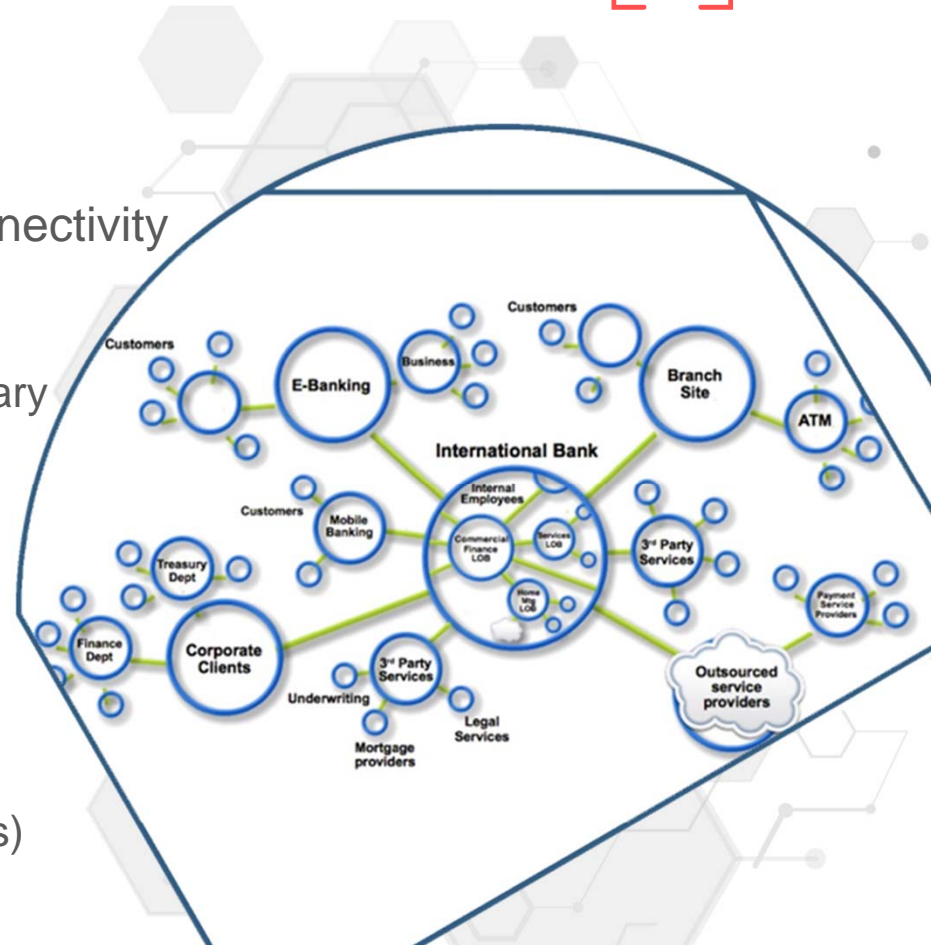 nectivity
ary
s)
Customers
E-Banking
Business
Customers
Branch
Site
ATM
International Bank
Internal
Employees
Commercial
Finance
LOB
Services
LOB
Home
Mtg
LOB
Customers
Mobile
Banking
3rd Party
Services
Payment
Service
Providers
Treasury
Dept
Finance
Dept
Corporate
Clients
3rd Party
Services
Underwriting
Mortgage
providers
Legal
Services
Outsourced
service
providers